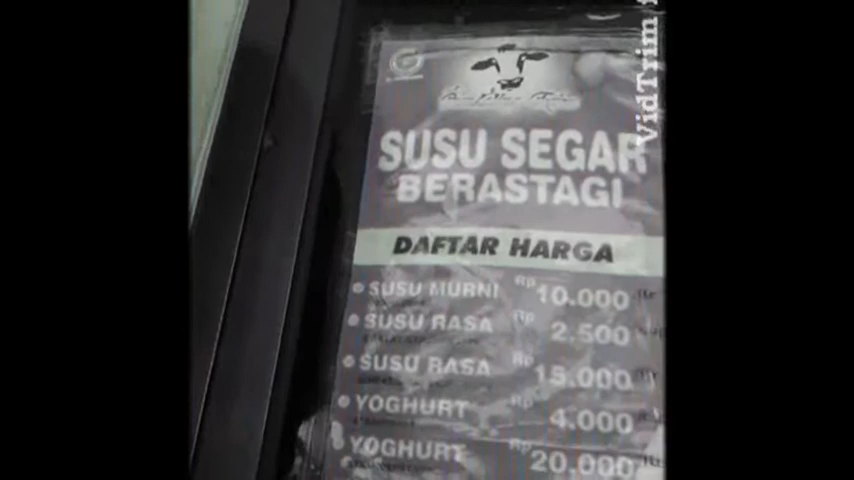 SUSU SEGAR
BERASTAGI
DAFTAR HARGA
SUSU MURNI Rp 10.000 /ltr
SUSU RASA Rp 2.500
SUSU RASA Rp 15.000
YOGHURT Rp 4.000
YOGHURT Rp 20.000
VidTrim